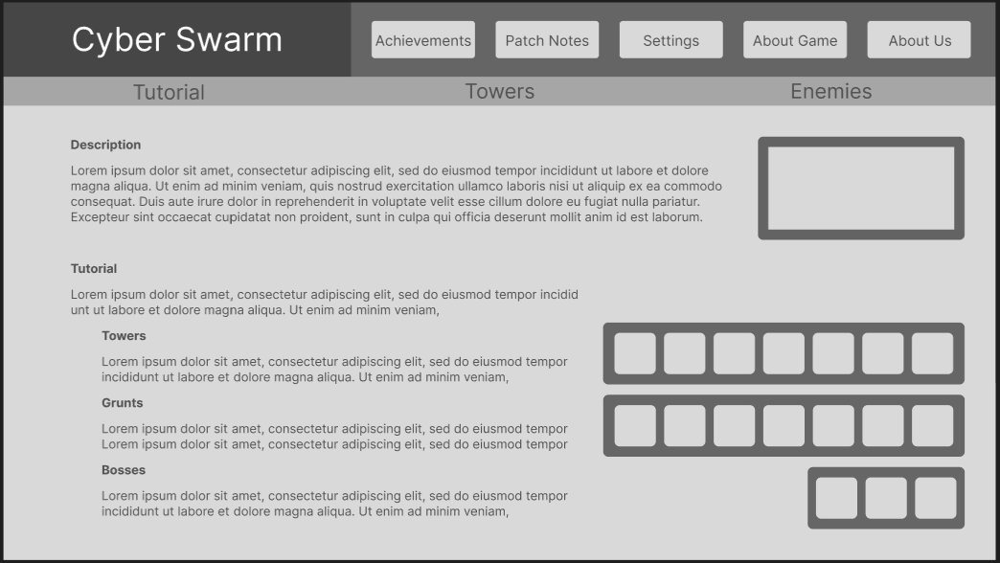 Cyber Swarm
Achievements
Patch Notes
Settings
About Game
About Us
Tutorial
Towers
Enemies
Description
Lorem ipsum dolor sit amet, consectetur adipiscing elit, sed do eiusmod tempor incididunt ut labore et dolore
magna aliqua. Ut enim ad minim veniam, quis nostrud exercitation ullamco laboris nisi ut aliquip ex ea commodo
consequat. Duis aute irure dolor in reprehenderit in voluptate velit esse cillum dolore eu fugiat nulla pariatur.
Excepteur sint occaecat cupidatat non proident, sunt in culpa qui officia deserunt mollit anim id est laborum.
Tutorial
Lorem ipsum dolor sit amet, consectetur adipiscing elit, sed do eiusmod tempor incidid
unt ut labore et dolore magna aliqua. Ut enim ad minim veniam,
Towers
Lorem ipsum dolor sit amet, consectetur adipiscing elit, sed do eiusmod tempor
incididunt ut labore et dolore magna aliqua. Ut enim ad minim veniam,
Grunts
Lorem ipsum dolor sit amet, consectetur adipiscing elit, sed do eiusmod tempor
Lorem ipsum dolor sit amet, consectetur adipiscing elit, sed do eiusmod tempor
Bosses
Lorem ipsum dolor sit amet, consectetur adipiscing elit, sed do eiusmod tempor
incididunt ut labore et dolore magna aliqua. Ut enim ad minim veniam,